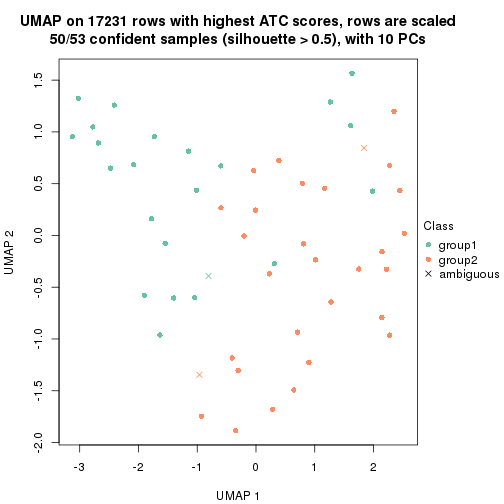 UMAP on 17231 rows with highest ATC scores, rows are scaled
50/53 confident samples (silhouette > 0.5), with 10 PCs
1.5
1.0
0.5
0.0
-0.5
-1.0
-1.5
-2.0
UMAP 2
-3 -2 -1 0 1 2
UMAP 1
Class
group1
group2
ambiguous